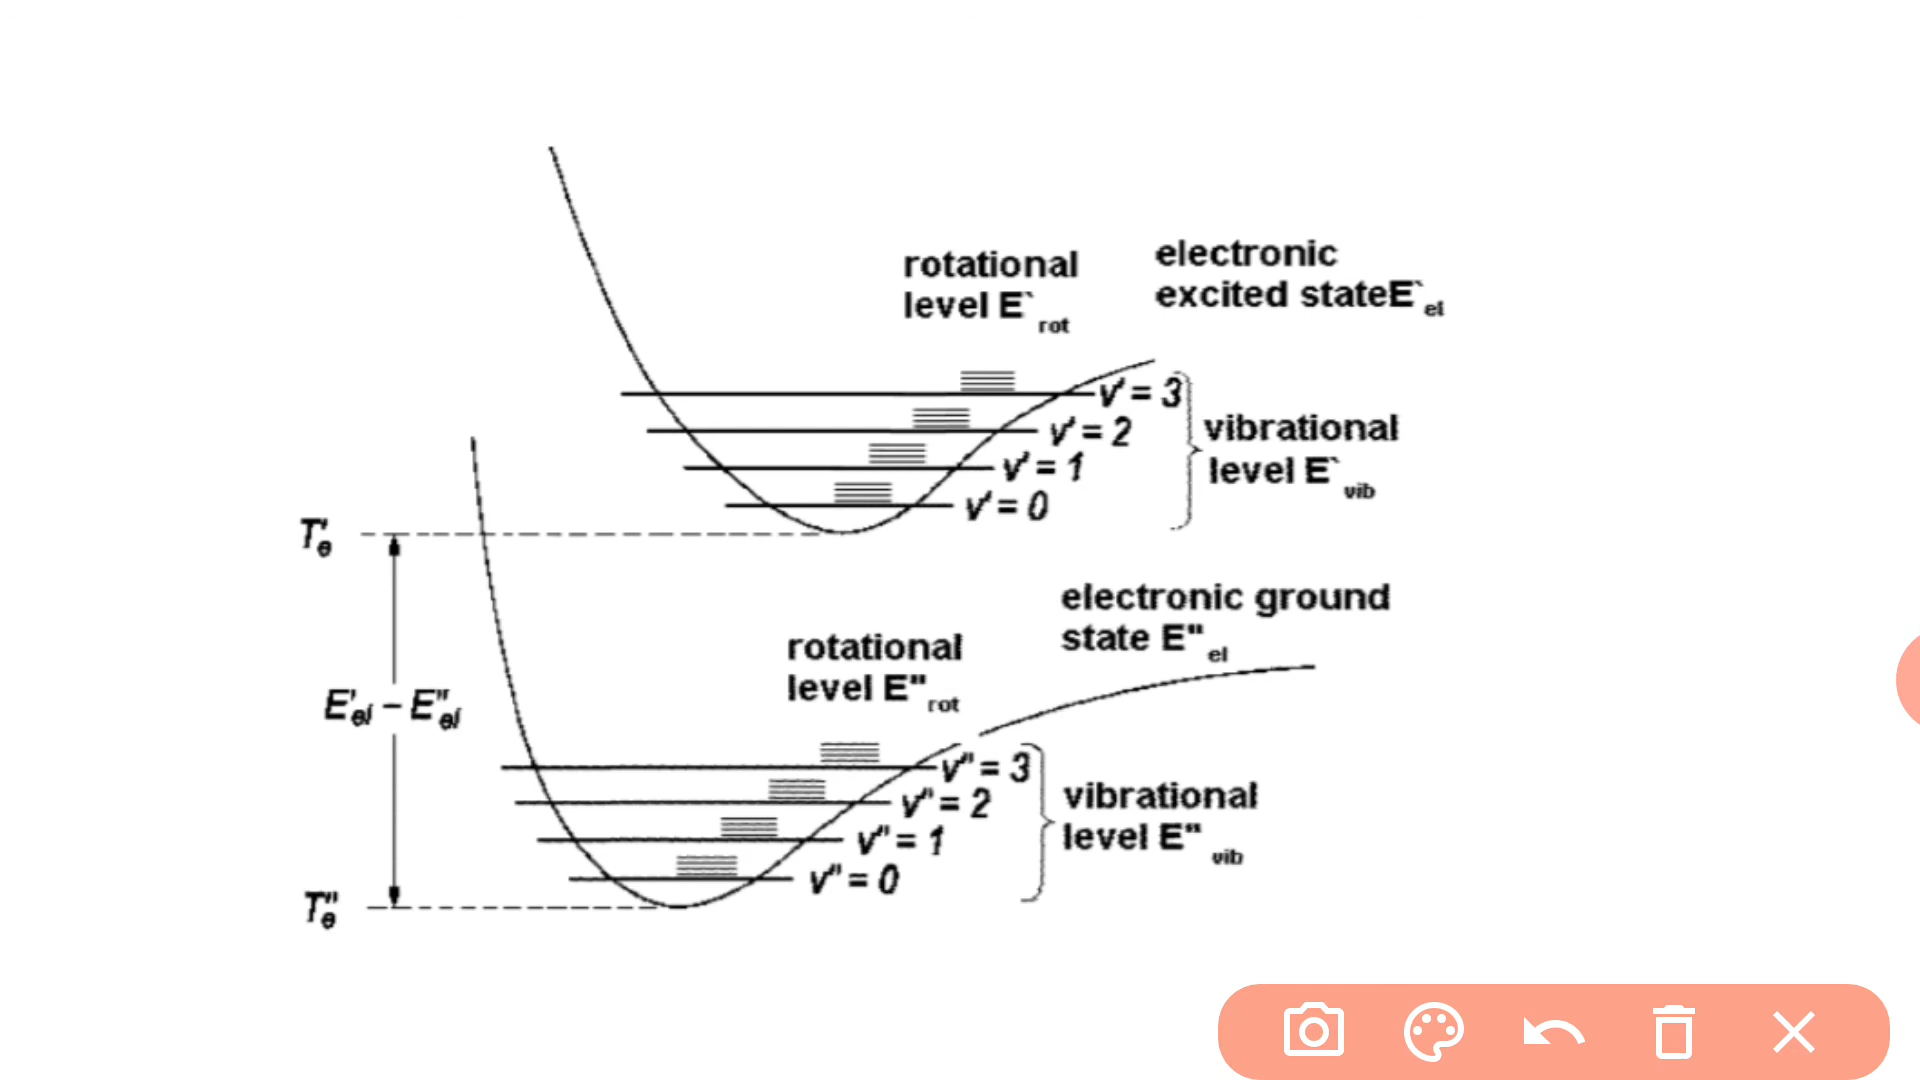 rotational
level E`rot
electronic
excited stateE`el
v' = 3
v' = 2
v' = 1
v' = 0
vibrational
level E`vib
T'e
electronic ground
state E"el
rotational
level E"rot
E'el – E"el
v" = 3
v" = 2
v" = 1
v" = 0
vibrational
level E"vib
T"e